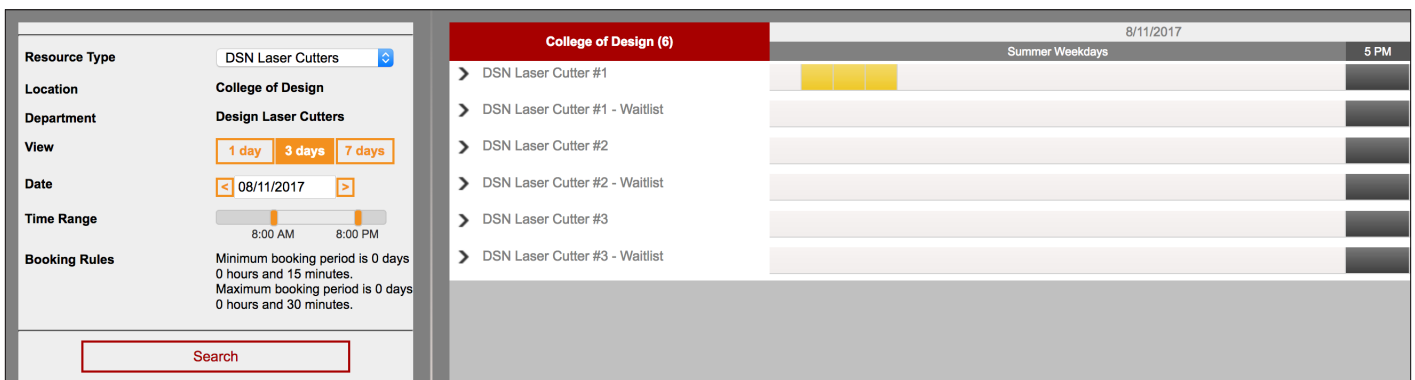 Resource Type
DSN Laser Cutters
Location
College of Design
Department
Design Laser Cutters
View
1 day 3 days 7 days
Date
< 08/11/2017 >
Time Range
8:00 AM 8:00 PM
Booking Rules
Minimum booking period is 0 days
0 hours and 15 minutes.
Maximum booking period is 0 days
0 hours and 30 minutes.
Search
College of Design (6)
8/11/2017
Summer Weekdays
5 PM
DSN Laser Cutter #1
DSN Laser Cutter #1 - Waitlist
DSN Laser Cutter #2
DSN Laser Cutter #2 - Waitlist
DSN Laser Cutter #3
DSN Laser Cutter #3 - Waitlist